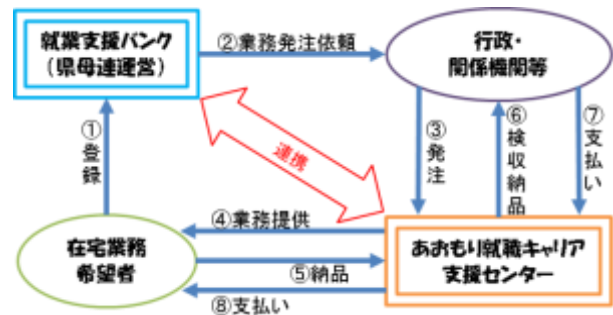 就業支援バンク
（県母連運営）
②業務発注依頼
行政・
関係機関等
①登録
連携
③発注
⑥検収納品
⑦支払い
④業務提供
在宅業務
希望者
⑤納品
⑧支払い
あおもり就職キャリア
支援センター